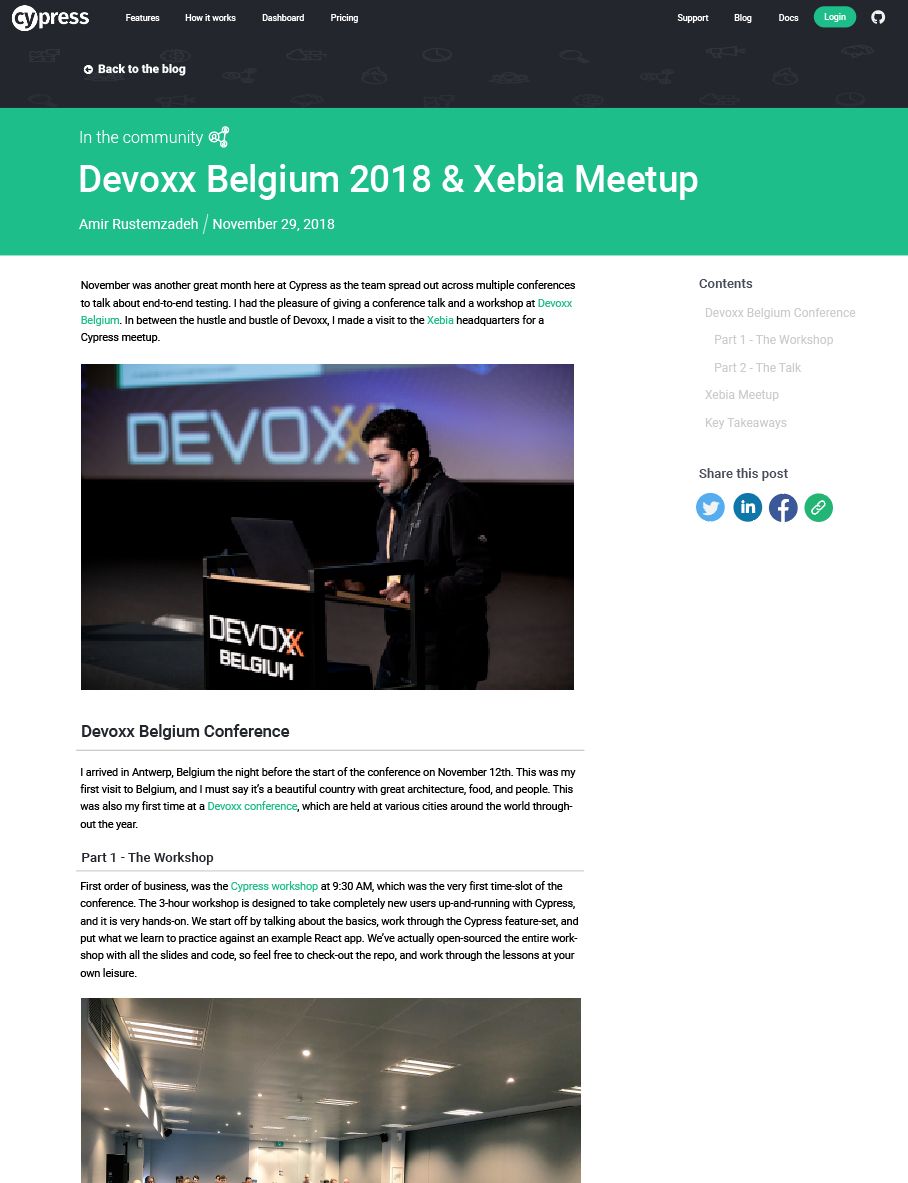 cypress
Features
How it works
Dashboard
Pricing
Support
Blog
Docs
Login
Back to the blog
In the community
Devoxx Belgium 2018 & Xebia Meetup
Amir Rustemzadeh / November 29, 2018
November was another great month here at Cypress as the team spread out across multiple conferences
to talk about end-to-end testing. I had the pleasure of giving a conference talk and a workshop at Devoxx
Belgium. In between the hustle and bustle of Devoxx, I made a visit to the Xebia headquarters for a
Cypress meetup.
DEVOXX
DEVOXX
BELGIUM
Devoxx Belgium Conference
I arrived in Antwerp, Belgium the night before the start of the conference on November 12th. This was my
first visit to Belgium, and I must say it's a beautiful country with great architecture, food, and people. This
was also my first time at a Devoxx conference, which are held at various cities around the world through-
out the year.
Part 1 - The Workshop
First order of business, was the Cypress workshop at 9:30 AM, which was the very first time-slot of the
conference. The 3-hour workshop is designed to take completely new users up-and-running with Cypress,
and it is very hands-on. We start off by talking about the basics, work through the Cypress feature-set, and
put what we learn to practice against an example React app. We've actually open-sourced the entire work-
shop with all the slides and code, so feel free to check-out the repo, and work through the lessons at your
own leisure.
Contents
Devoxx Belgium Conference
Part 1 - The Workshop
Part 2 - The Talk
Xebia Meetup
Key Takeaways
Share this post
in